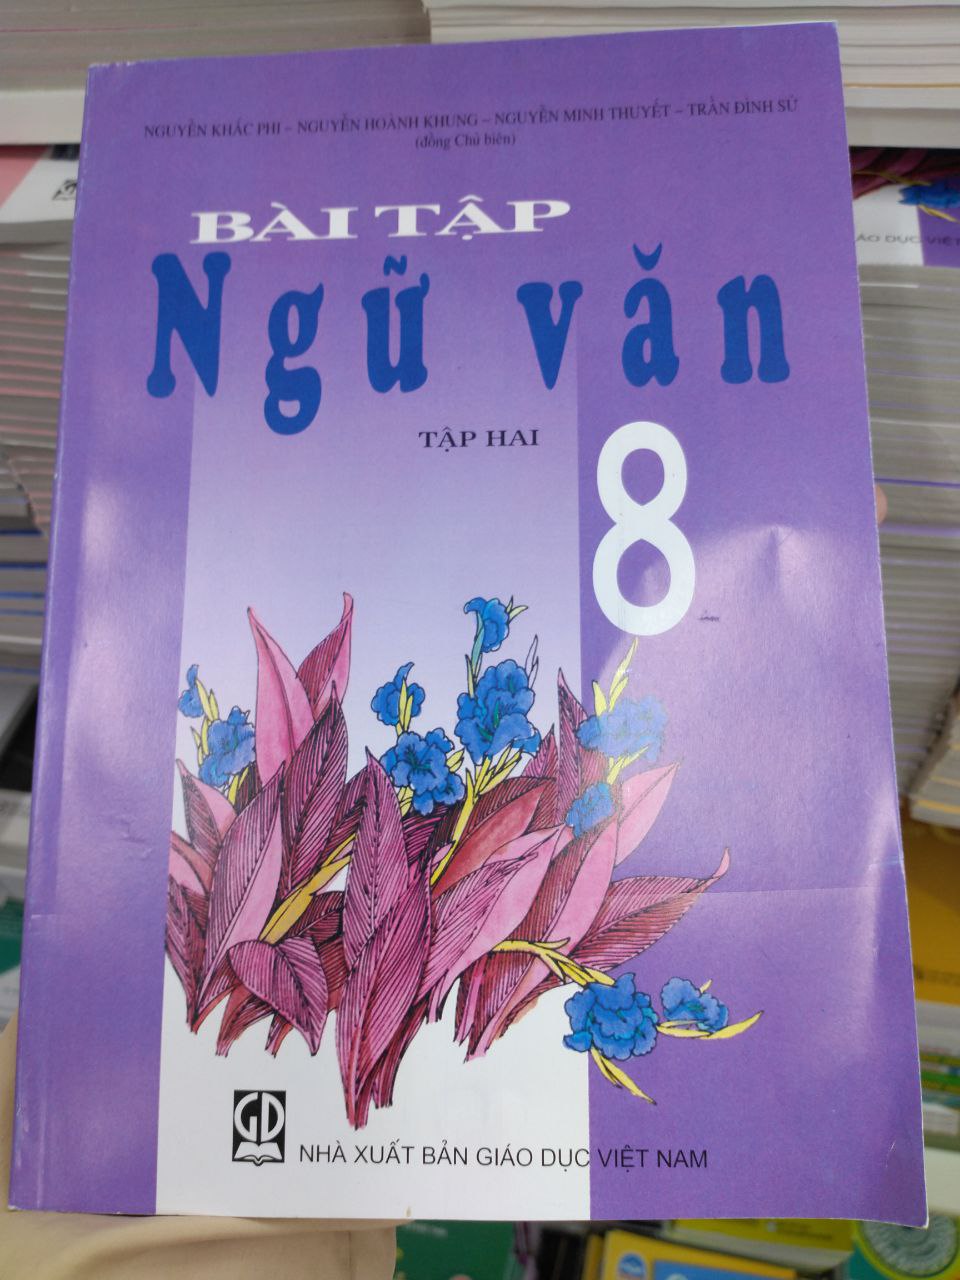 NGUYỄN KHẮC PHI – NGUYỄN HOÀNH KHUNG – NGUYỄN MINH THUYẾT – TRẦN ĐÌNH SỬ
(đồng Chủ biên)
BÀI TẬP
Ngữ văn
TẬP HAI
8
GD
NHÀ XUẤT BẢN GIÁO DỤC VIỆT NAM